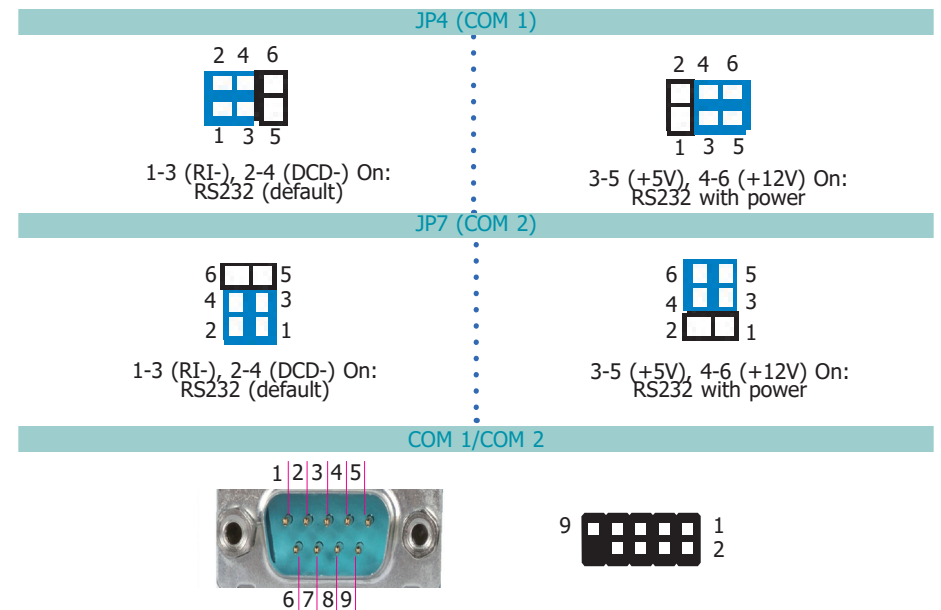 JP4 (COM 1)
2 4 6
1 3 5
1-3 (RI-), 2-4 (DCD-) On:
RS232 (default)
2 4 6
1 3 5
3-5 (+5V), 4-6 (+12V) On:
RS232 with power
JP7 (COM 2)
6 5
4 3
2 1
1-3 (RI-), 2-4 (DCD-) On:
RS232 (default)
6 5
4 3
2 1
3-5 (+5V), 4-6 (+12V) On:
RS232 with power
COM 1/COM 2
1 2 3 4 5
6 7 8 9
9 1
2